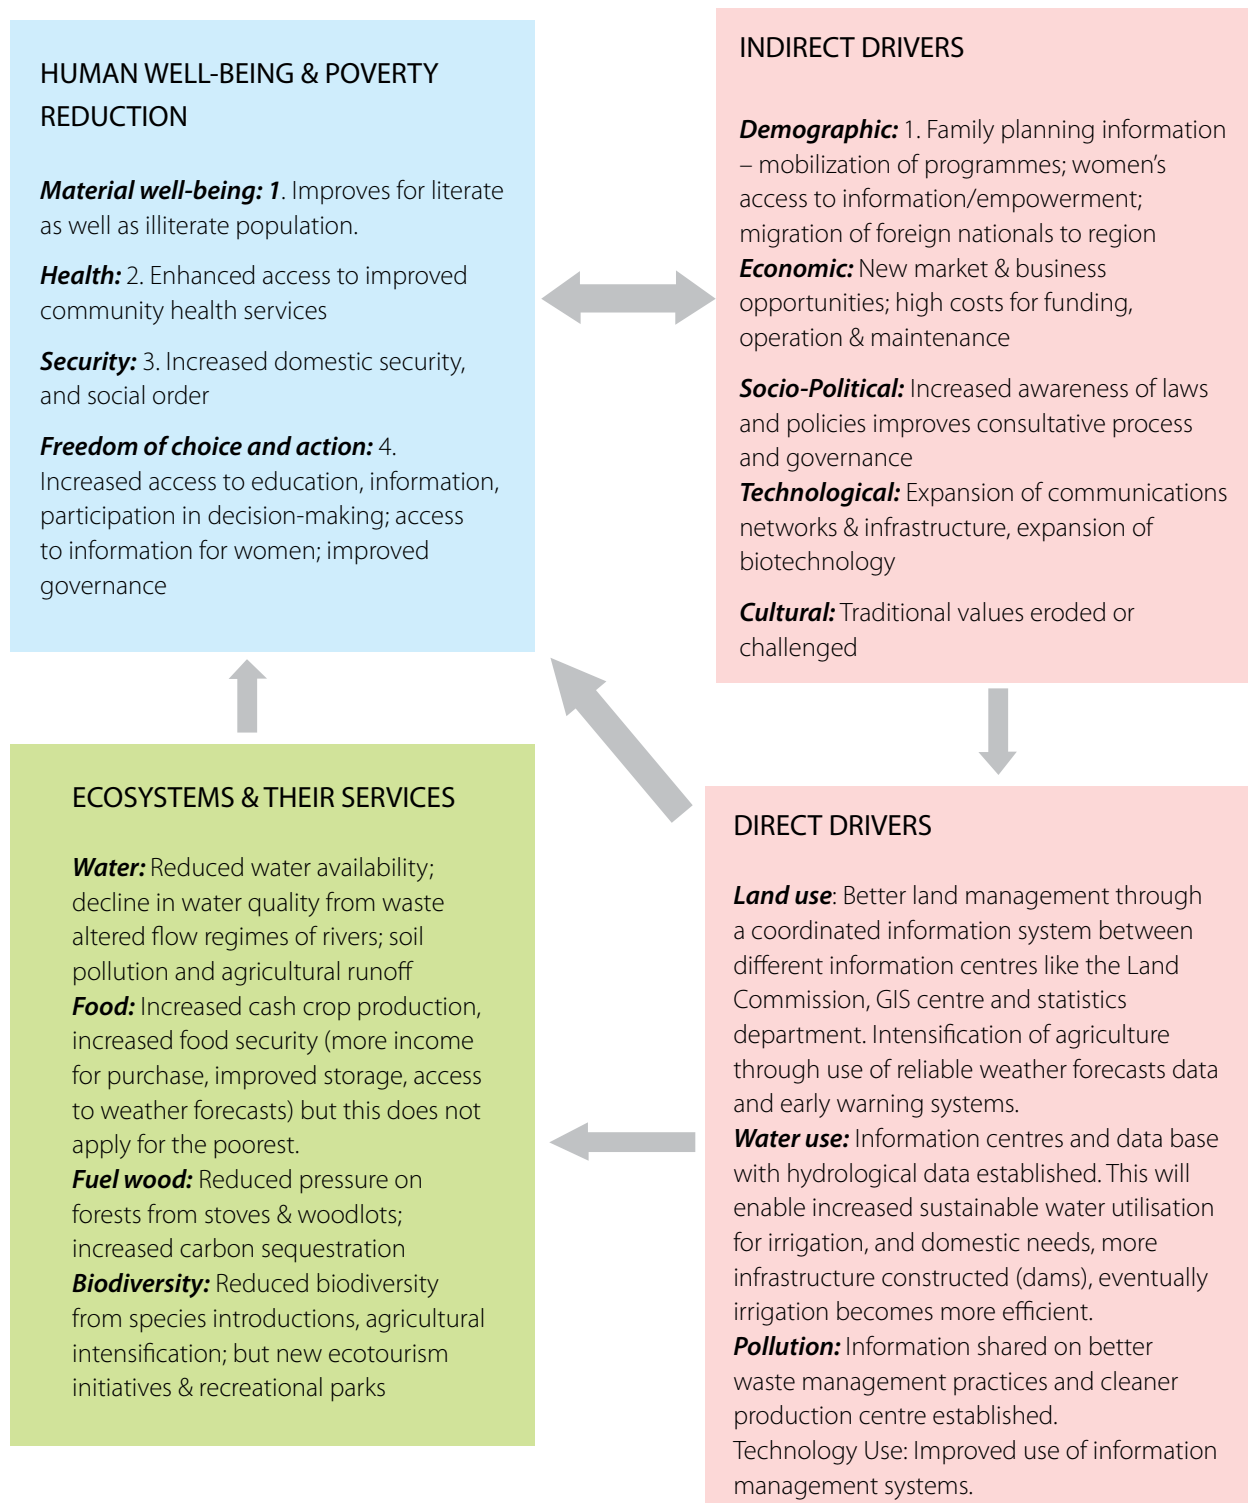 HUMAN WELL-BEING & POVERTY
REDUCTION
Material well-being: 1. Improves for literate
as well as illiterate population.
Health: 2. Enhanced access to improved
community health services
Security: 3. Increased domestic security,
and social order
Freedom of choice and action: 4.
Increased access to education, information,
participation in decision-making; access
to information for women; improved
governance
INDIRECT DRIVERS
Demographic: 1. Family planning information
– mobilization of programmes; women’s
access to information/empowerment;
migration of foreign nationals to region
Economic: New market & business
opportunities; high costs for funding,
operation & maintenance
Socio-Political: Increased awareness of laws
and policies improves consultative process
and governance
Technological: Expansion of communications
networks & infrastructure, expansion of
biotechnology
Cultural: Traditional values eroded or
challenged
ECOSYSTEMS & THEIR SERVICES
Water: Reduced water availability;
decline in water quality from waste
altered flow regimes of rivers; soil
pollution and agricultural runoff
Food: Increased cash crop production,
increased food security (more income
for purchase, improved storage, access
to weather forecasts) but this does not
apply for the poorest.
Fuel wood: Reduced pressure on
forests from stoves & woodlots;
increased carbon sequestration
Biodiversity: Reduced biodiversity
from species introductions, agricultural
intensification; but new ecotourism
initiatives & recreational parks
DIRECT DRIVERS
Land use: Better land management through
a coordinated information system between
different information centres like the Land
Commission, GIS centre and statistics
department. Intensification of agriculture
through use of reliable weather forecasts data
and early warning systems.
Water use: Information centres and data base
with hydrological data established. This will
enable increased sustainable water utilisation
for irrigation, and domestic needs, more
infrastructure constructed (dams), eventually
irrigation becomes more efficient.
Pollution: Information shared on better
waste management practices and cleaner
production centre established.
Technology Use: Improved use of information
management systems.